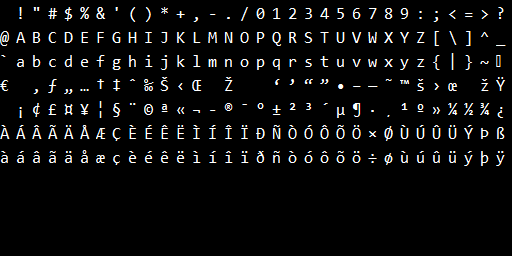 ! " # $ % & ' ( ) * + , - . / 0 1 2 3 4 5 6 7 8 9 : ; < = > ?
@ A B C D E F G H I J K L M N O P Q R S T U V W X Y Z [ \ ] ^ _
` a b c d e f g h i j k l m n o p q r s t u v w x y z { | } ~ 
€ ‚ ƒ „ … † ‡ ˆ ‰ Š ‹ Œ Ž ‘ ’ “ ” • – — ˜ ™ š › œ ž Ÿ
¡ ¢ £ ¤ ¥ ¦ § ¨ © ª « ¬ - ® ¯ ° ± ² ³ ´ µ ¶ · ¸ ¹ º » ¼ ½ ¾ ¿
À Á Â Ã Ä Å Æ Ç È É Ê Ë Ì Í Î Ï Ð Ñ Ò Ó Ô Õ Ö × Ø Ù Ú Û Ü Ý Þ ß
à á â ã ä å æ ç è é ê ë ì í î ï ð ñ ò ó ô õ ö ÷ ø ù ú û ü ý þ ÿ